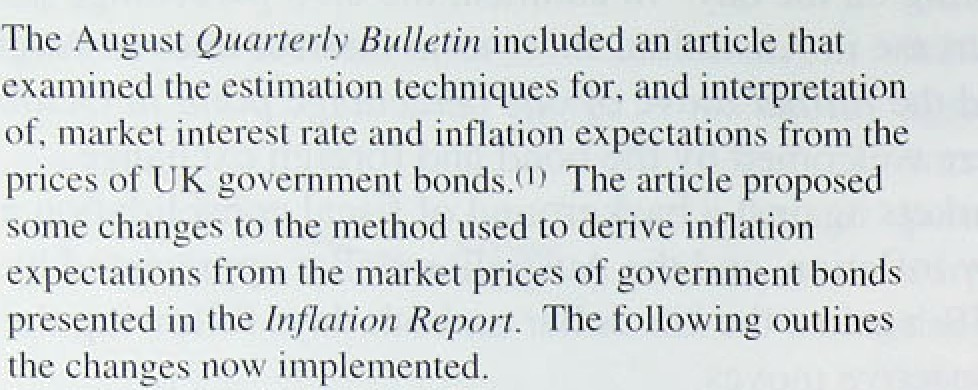 The August Quarterly Bulletin included an article that
examined the estimation techniques for, and interpretation
of, market interest rate and inflation expectations from the
prices of UK government bonds.(1) The article proposed
some changes to the method used to derive inflation
expectations from the market prices of government bonds
presented in the Inflation Report. The following outlines
the changes now implemented.